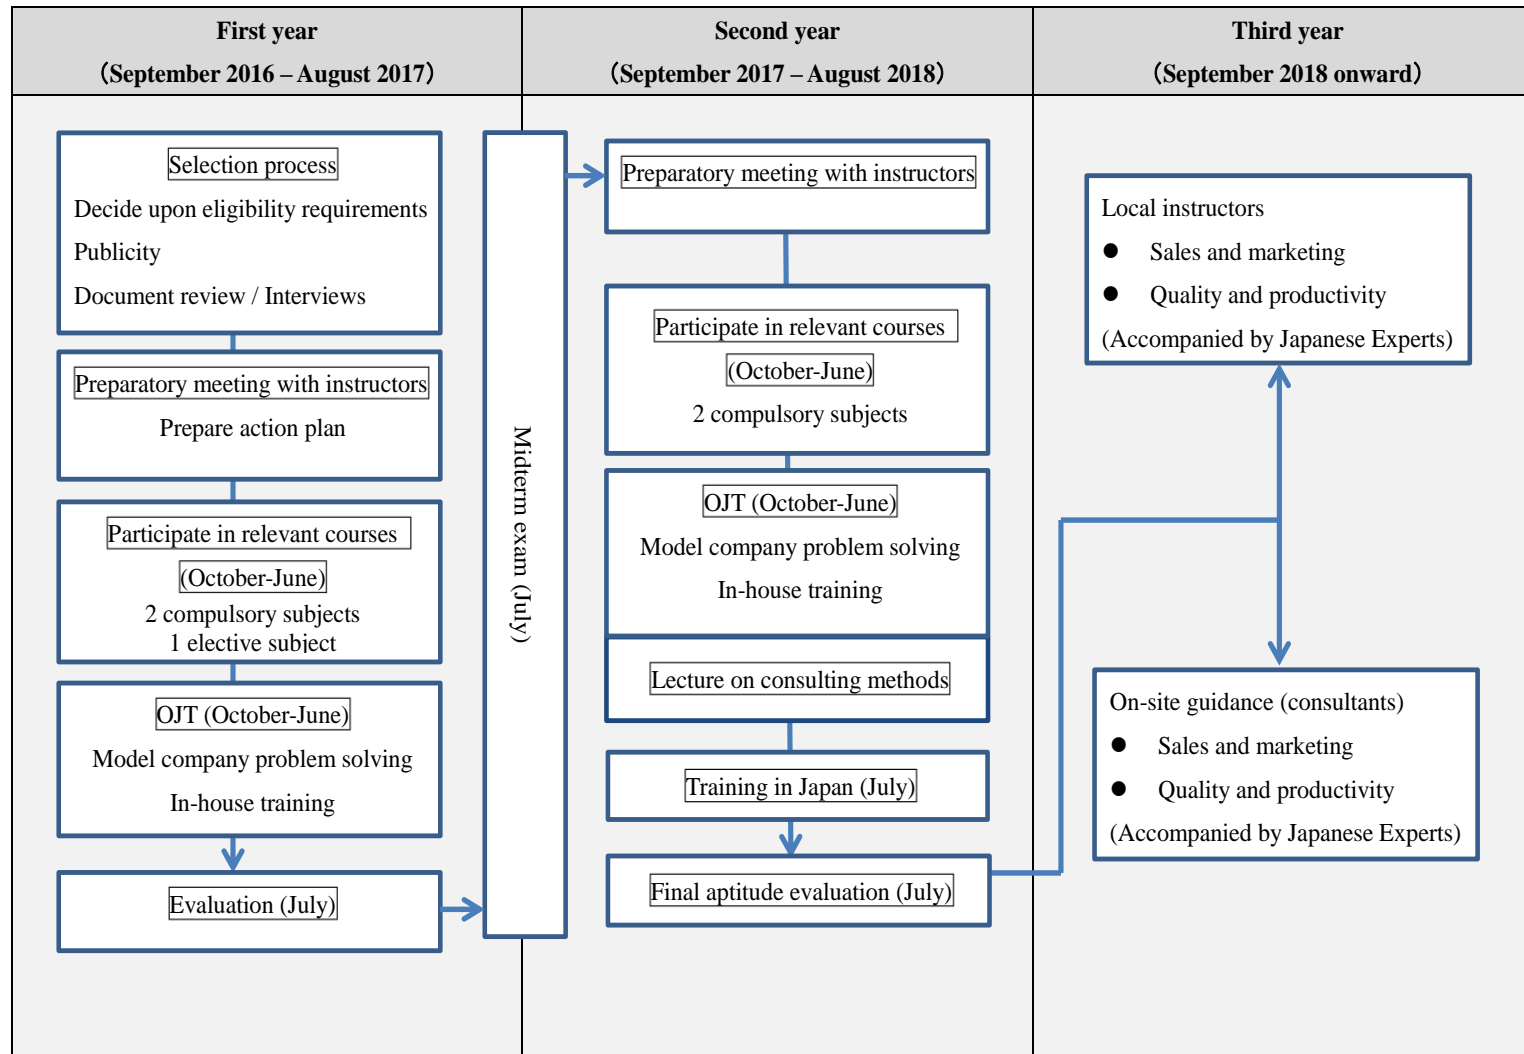 First year
（September 2016 – August 2017）
Second year
（September 2017 – August 2018）
Third year
（September 2018 onward）
Selection process
Decide upon eligibility requirements
Publicity
Document review / Interviews
Preparatory meeting with instructors
Prepare action plan
Participate in relevant courses
(October-June)
2 compulsory subjects
1 elective subject
OJT (October-June)
Model company problem solving
In-house training
Evaluation (July)
Midterm exam (July)
Preparatory meeting with instructors
Participate in relevant courses
(October-June)
2 compulsory subjects
OJT (October-June)
Model company problem solving
In-house training
Lecture on consulting methods
Training in Japan (July)
Final aptitude evaluation (July)
Local instructors
● Sales and marketing
● Quality and productivity
(Accompanied by Japanese Experts)
On-site guidance (consultants)
● Sales and marketing
● Quality and productivity
(Accompanied by Japanese Experts)